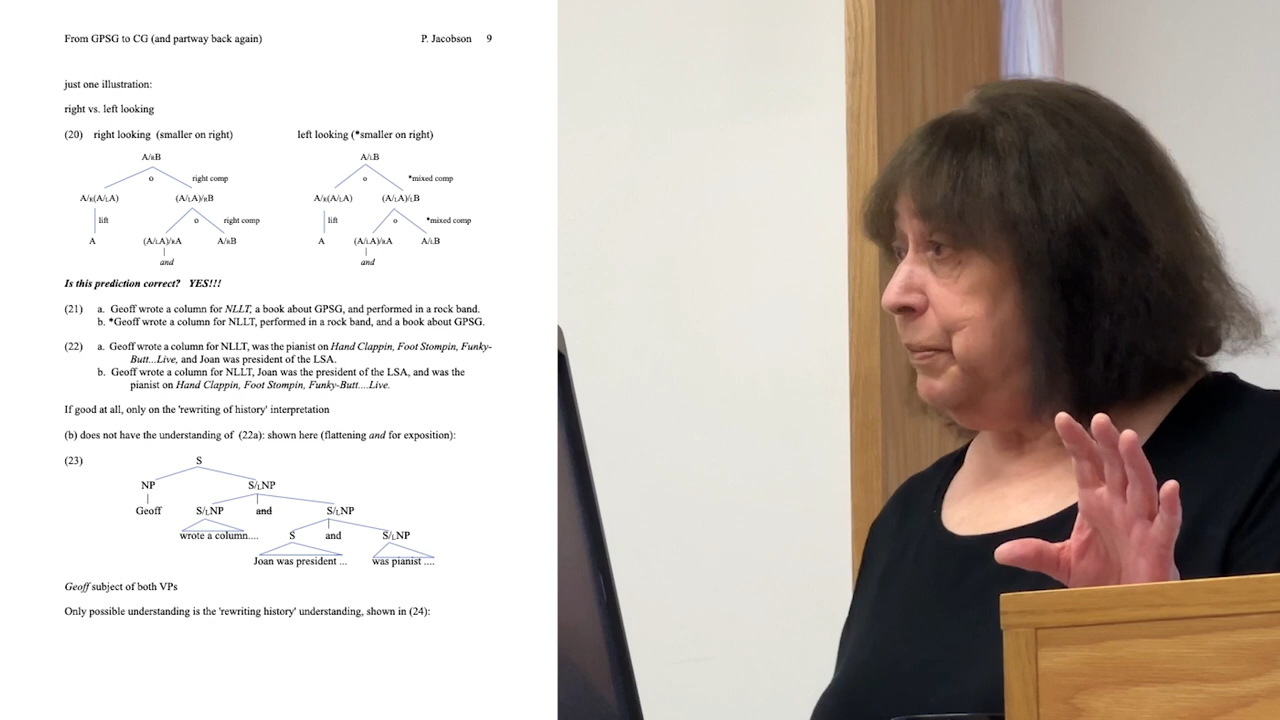 From GPSG to CG (and partway back again) P. Jacobson 9
just one illustration:
right vs. left looking
(20) right looking (smaller on right) left looking (*smaller on right)
A/RB A/LB
o right comp o *mixed comp
A/R(A/LA) (A/LA)/RB A/R(A/LA) (A/LA)/LB
lift o right comp lift o *mixed comp
A (A/LA)/RA A/RB A (A/LA)/RA A/LB
and and
Is this prediction correct? YES!!!
(21) a. Geoff wrote a column for NLLT, a book about GPSG, and performed in a rock band.
b. *Geoff wrote a column for NLLT, performed in a rock band, and a book about GPSG.
(22) a. Geoff wrote a column for NLLT, was the pianist on Hand Clappin, Foot Stompin, Funky-
Butt...Live, and Joan was president of the LSA.
b. Geoff wrote a column for NLLT, Joan was the president of the LSA, and was the
pianist on Hand Clappin, Foot Stompin, Funky-Butt....Live.
If good at all, only on the 'rewriting of history' interpretation
(b) does not have the understanding of (22a): shown here (flattening and for exposition):
(23) S
NP S/LNP
Geoff S/LNP and S/LNP
wrote a column.... S and S/LNP
Joan was president ... was pianist ....
Geoff subject of both VPs
Only possible understanding is the 'rewriting history' understanding, shown in (24):